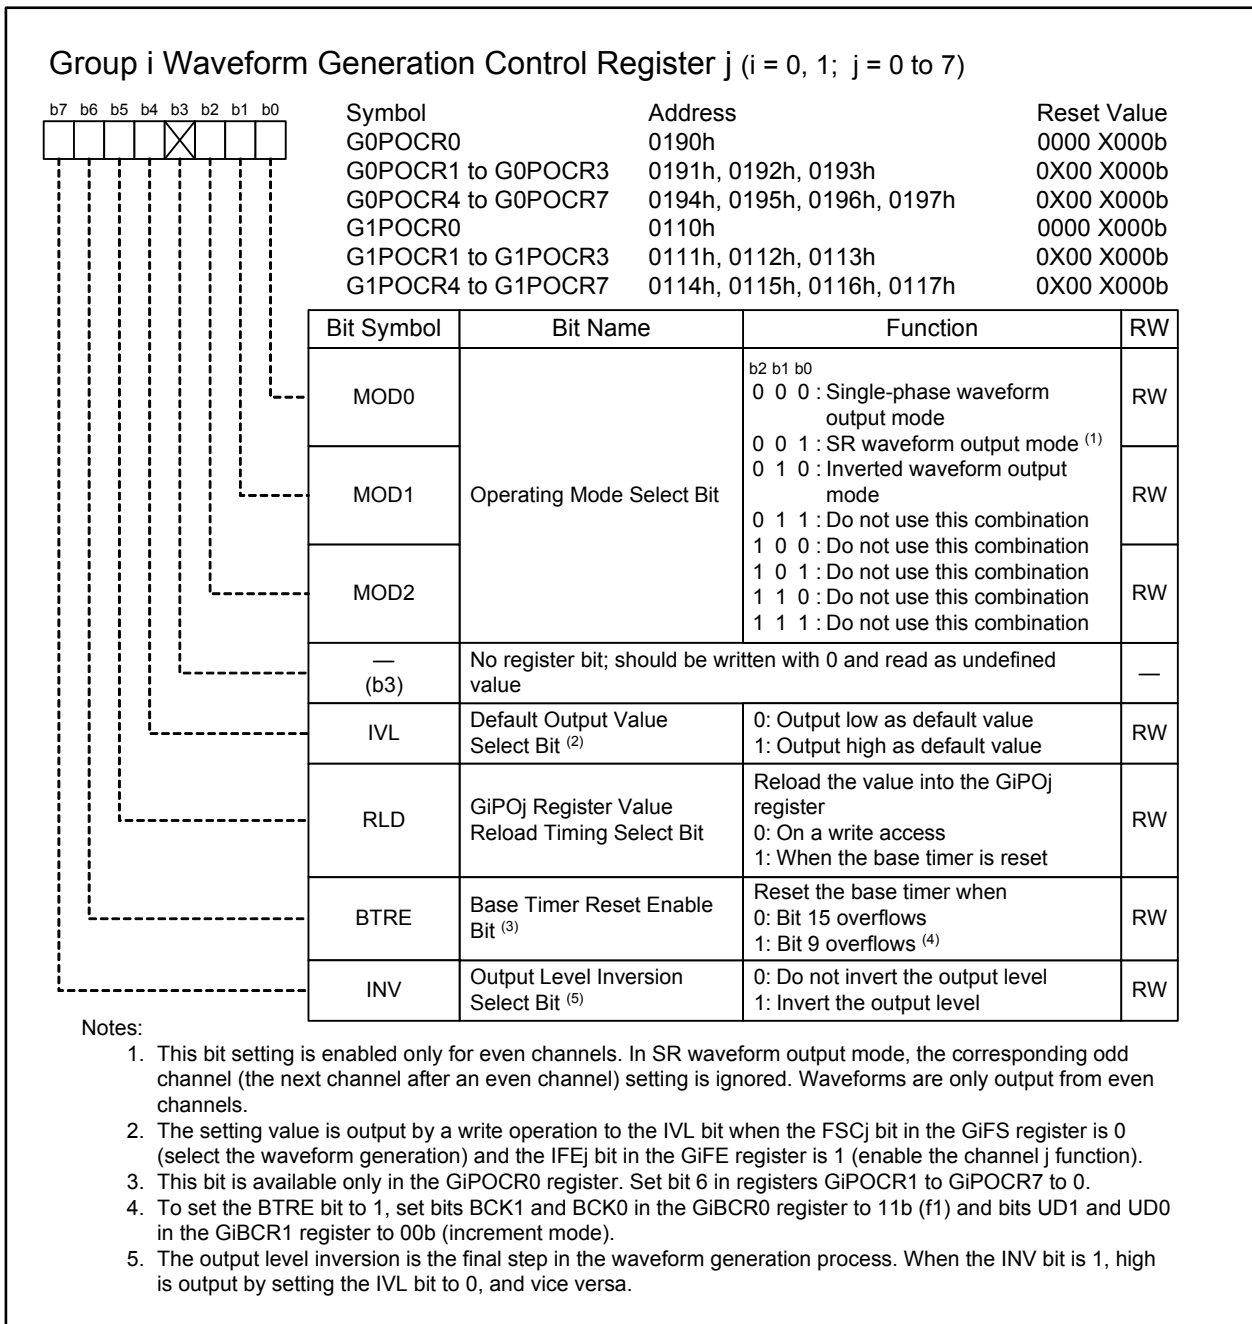 Group i Waveform Generation Control Register j (i = 0, 1; j = 0 to 7)
b7 b6 b5 b4 b3 b2 b1 b0
Symbol Address Reset Value
G0POCR0 0190h 0000 X000b
G0POCR1 to G0POCR3 0191h, 0192h, 0193h 0X00 X000b
G0POCR4 to G0POCR7 0194h, 0195h, 0196h, 0197h 0X00 X000b
G1POCR0 0110h 0000 X000b
G1POCR1 to G1POCR3 0111h, 0112h, 0113h 0X00 X000b
G1POCR4 to G1POCR7 0114h, 0115h, 0116h, 0117h 0X00 X000b
Bit Symbol Bit Name Function RW
MOD0 RW
MOD1 RW
MOD2 RW
Operating Mode Select Bit
b2 b1 b0
0 0 0 : Single-phase waveform
output mode
0 0 1 : SR waveform output mode (1)
0 1 0 : Inverted waveform output
mode
0 1 1 : Do not use this combination
1 0 0 : Do not use this combination
1 0 1 : Do not use this combination
1 1 0 : Do not use this combination
1 1 1 : Do not use this combination
—
(b3)
No register bit; should be written with 0 and read as undefined
value
—
IVL
Default Output Value
Select Bit (2)
0: Output low as default value
1: Output high as default value
RW
RLD
GiPOj Register Value
Reload Timing Select Bit
Reload the value into the GiPOj
register
0: On a write access
1: When the base timer is reset
RW
BTRE
Base Timer Reset Enable
Bit (3)
Reset the base timer when
0: Bit 15 overflows
1: Bit 9 overflows (4)
RW
INV
Output Level Inversion
Select Bit (5)
0: Do not invert the output level
1: Invert the output level
RW
Notes:
1. This bit setting is enabled only for even channels. In SR waveform output mode, the corresponding odd
channel (the next channel after an even channel) setting is ignored. Waveforms are only output from even
channels.
2. The setting value is output by a write operation to the IVL bit when the FSCj bit in the GiFS register is 0
(select the waveform generation) and the IFEj bit in the GiFE register is 1 (enable the channel j function).
3. This bit is available only in the GiPOCR0 register. Set bit 6 in registers GiPOCR1 to GiPOCR7 to 0.
4. To set the BTRE bit to 1, set bits BCK1 and BCK0 in the GiBCR0 register to 11b (f1) and bits UD1 and UD0
in the GiBCR1 register to 00b (increment mode).
5. The output level inversion is the final step in the waveform generation process. When the INV bit is 1, high
is output by setting the IVL bit to 0, and vice versa.